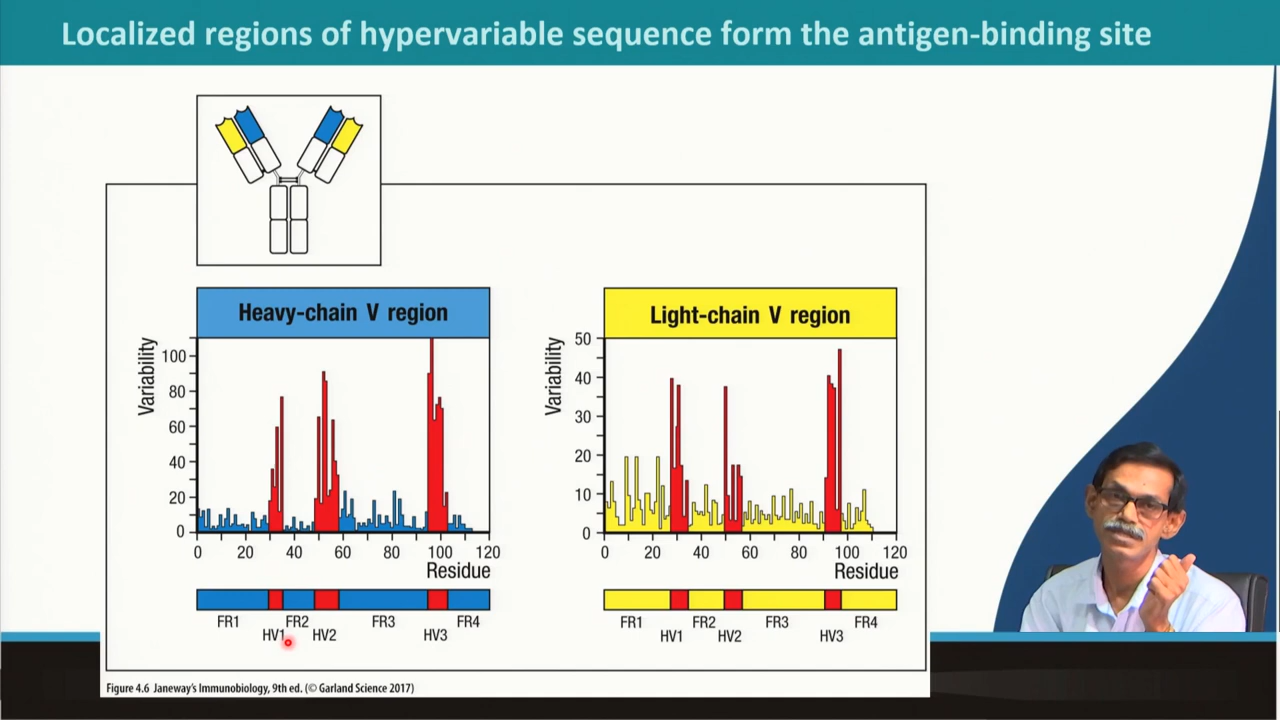 Localized regions of hypervariable sequence form the antigen-binding site
Heavy-chain V region
Variability
100
80
60
40
20
0
0 20 40 60 80 100 120
Residue
FR1 FR2 FR3 FR4
HV1 HV2 HV3
Light-chain V region
Variability
50
40
30
20
10
0
0 20 40 60 80 100 120
Residue
FR1 FR2 FR3 FR4
HV1 HV2 HV3
Figure 4.6 Janeway's Immunobiology, 9th ed. (© Garland Science 2017)